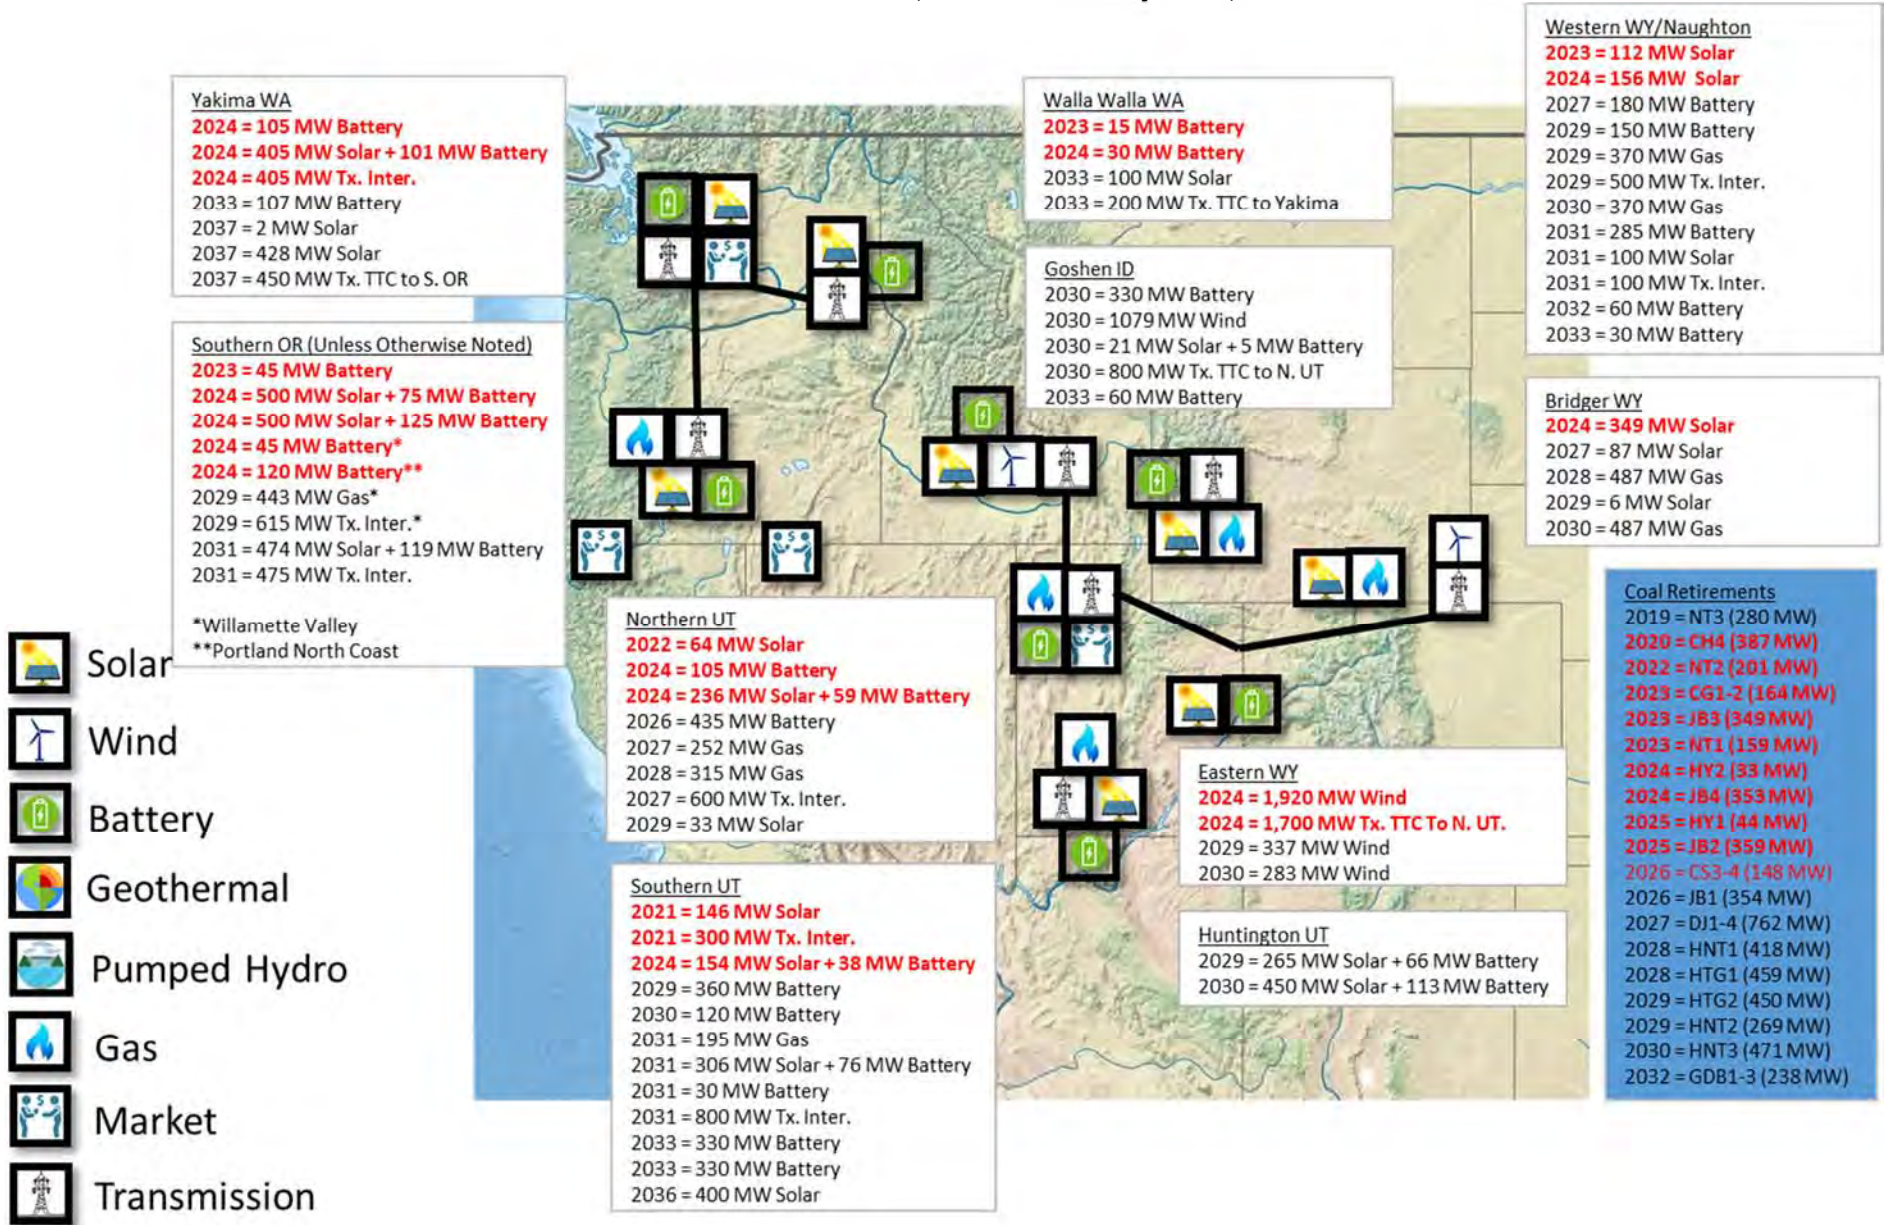 Western WY/Naughton
2023 = 112 MW Solar
2024 = 156 MW Solar
2027 = 180 MW Battery
2029 = 150 MW Battery
2029 = 370 MW Gas
2029 = 500 MW Tx. Inter.
2030 = 370 MW Gas
2031 = 285 MW Battery
2031 = 100 MW Solar
2031 = 100 MW Tx. Inter.
2032 = 60 MW Battery
2033 = 30 MW Battery
Yakima WA
2024 = 105 MW Battery
2024 = 405 MW Solar + 101 MW Battery
2024 = 405 MW Tx. Inter.
2033 = 107 MW Battery
2037 = 2 MW Solar
2037 = 428 MW Solar
2037 = 450 MW Tx. TTC to S. OR
Walla Walla WA
2023 = 15 MW Battery
2024 = 30 MW Battery
2033 = 100 MW Solar
2033 = 200 MW Tx. TTC to Yakima
Goshen ID
2030 = 330 MW Battery
2030 = 1079 MW Wind
2030 = 21 MW Solar + 5 MW Battery
2030 = 800 MW Tx. TTC to N. UT
2033 = 60 MW Battery
Southern OR (Unless Otherwise Noted)
2023 = 45 MW Battery
2024 = 500 MW Solar + 75 MW Battery
2024 = 500 MW Solar + 125 MW Battery
2024 = 45 MW Battery*
2024 = 120 MW Battery**
2029 = 443 MW Gas*
2029 = 615 MW Tx. Inter.*
2031 = 474 MW Solar + 119 MW Battery
2031 = 475 MW Tx. Inter.
*Willamette Valley
**Portland North Coast
Bridger WY
2024 = 349 MW Solar
2027 = 87 MW Solar
2028 = 487 MW Gas
2029 = 6 MW Solar
2030 = 487 MW Gas
Coal Retirements
2019 = NT3 (280 MW)
2020 = CH4 (387 MW)
2022 = NT2 (201 MW)
2023 = CG1-2 (164 MW)
2023 = JB3 (349 MW)
2023 = NT1 (159 MW)
2024 = HY2 (33 MW)
2024 = JB4 (353 MW)
2025 = HY1 (44 MW)
2025 = JB2 (359 MW)
2026 = CS3-4 (148 MW)
2026 = JB1 (354 MW)
2027 = DJ1-4 (762 MW)
2028 = HNT1 (418 MW)
2028 = HTG1 (459 MW)
2029 = HTG2 (450 MW)
2029 = HNT2 (269 MW)
2030 = HNT3 (471 MW)
2032 = GDB1-3 (238 MW)
Northern UT
2022 = 64 MW Solar
2024 = 105 MW Battery
2024 = 236 MW Solar + 59 MW Battery
2026 = 435 MW Battery
2027 = 252 MW Gas
2028 = 315 MW Gas
2027 = 600 MW Tx. Inter.
2029 = 33 MW Solar
Eastern WY
2024 = 1,920 MW Wind
2024 = 1,700 MW Tx. TTC To N. UT.
2029 = 337 MW Wind
2030 = 283 MW Wind
Southern UT
2021 = 146 MW Solar
2021 = 300 MW Tx. Inter.
2024 = 154 MW Solar + 38 MW Battery
2029 = 360 MW Battery
2030 = 120 MW Battery
2031 = 195 MW Gas
2031 = 306 MW Solar + 76 MW Battery
2031 = 30 MW Battery
2031 = 800 MW Tx. Inter.
2033 = 330 MW Battery
2033 = 330 MW Battery
2036 = 400 MW Solar
Huntington UT
2029 = 265 MW Solar + 66 MW Battery
2030 = 450 MW Solar + 113 MW Battery
Solar
Wind
Battery
Geothermal
Pumped Hydro
Gas
Market
Transmission